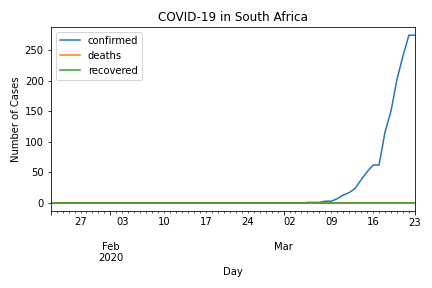 COVID-19 in South Africa
confirmed
deaths
recovered
Number of Cases
250
200
150
100
50
0
27 03 10 17 24 02 09 16 23
Feb Mar
2020
Day